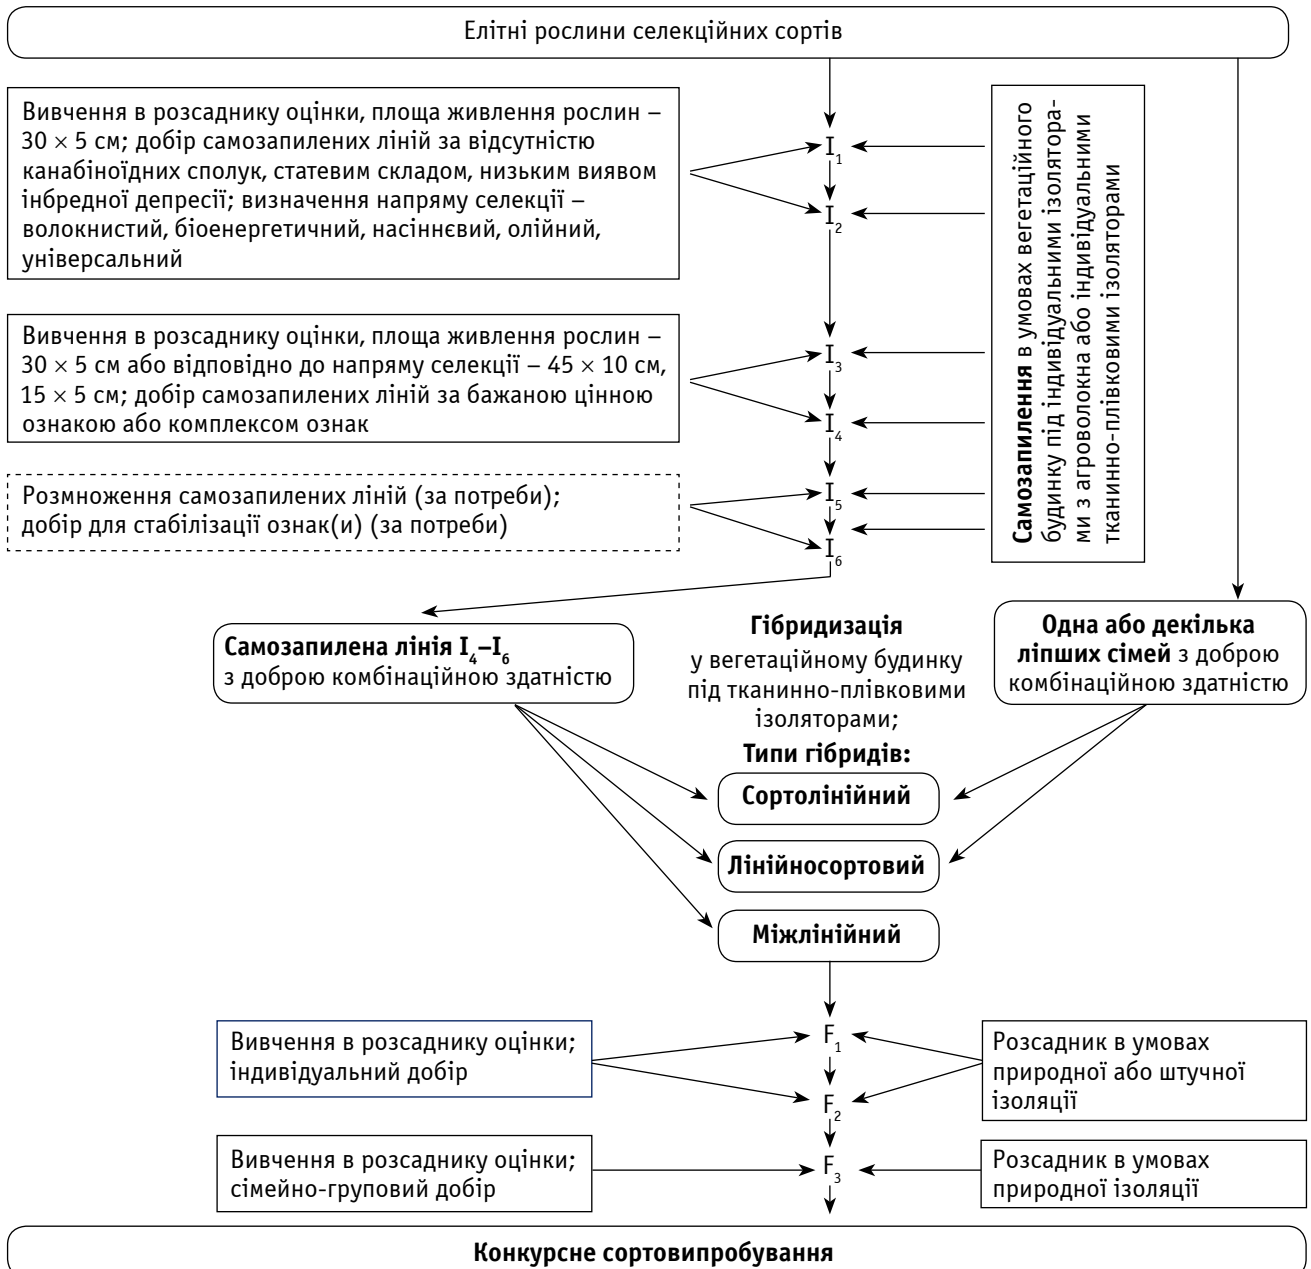 Елітні рослини селекційних сортів
Вивчення в розсаднику оцінки, площа живлення рослин –
30 × 5 см; добір самозапилених ліній за відсутністю
канабіноїдних сполук, статевим складом, низьким виявом
інбредної депресії; визначення напряму селекції –
волокнистий, біоенергетичний, насіннєвий, олійний,
універсальний
I₁
I₂
Самозапилення в умовах вегетаційного
будинку під індивідуальними ізолятора-
ми з агроволокна або індивідуальними
тканинно-плівковими ізоляторами
Вивчення в розсаднику оцінки, площа живлення рослин –
30 × 5 см або відповідно до напряму селекції – 45 × 10 см,
15 × 5 см; добір самозапилених ліній за бажаною цінною
ознакою або комплексом ознак
I₃
I₄
Розмноження самозапилених ліній (за потреби);
добір для стабілізації ознак(и) (за потреби)
I₅
I₆
Самозапилена лінія I₄–I₆
з доброю комбінаційною здатністю
Гібридизація
у вегетаційному будинку
під тканинно-плівковими
ізоляторами;
Типи гібридів:
Одна або декілька
ліпших сімей з доброю
комбінаційною здатністю
Сортолінійний
Лінійносортовий
Міжлінійний
Вивчення в розсаднику оцінки;
індивідуальний добір
F₁
F₂
Розсадник в умовах
природної або штучної
ізоляції
Вивчення в розсаднику оцінки;
сімейно-груповий добір
F₃
Розсадник в умовах
природної ізоляції
Конкурсне сортовипробування